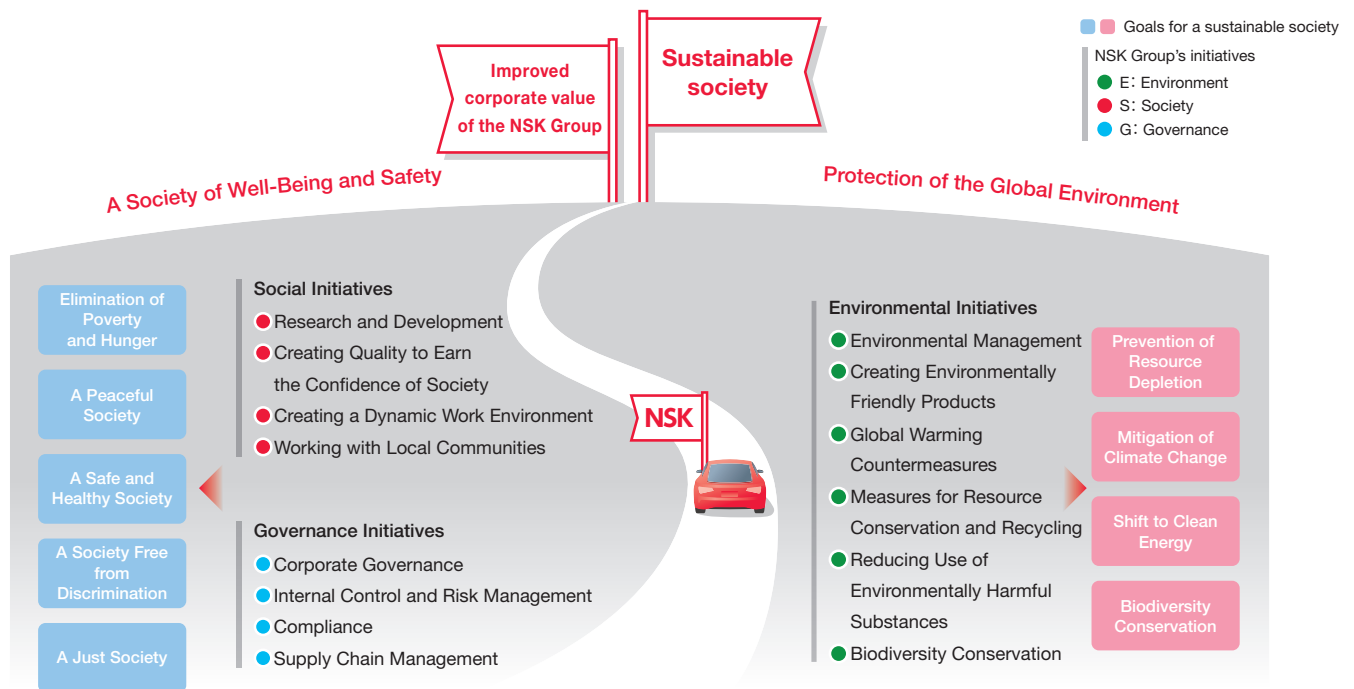 Improved
corporate value
of the NSK Group
Sustainable
society
Goals for a sustainable society
NSK Group's initiatives
E: Environment
S: Society
G: Governance
A Society of Well-Being and Safety
Protection of the Global Environment
Elimination of
Poverty
and Hunger
A Peaceful
Society
A Safe and
Healthy Society
A Society Free
from
Discrimination
A Just Society
Social Initiatives
Research and Development
Creating Quality to Earn
the Confidence of Society
Creating a Dynamic Work Environment
Working with Local Communities
Governance Initiatives
Corporate Governance
Internal Control and Risk Management
Compliance
Supply Chain Management
NSK
Environmental Initiatives
Environmental Management
Creating Environmentally
Friendly Products
Global Warming
Countermeasures
Measures for Resource
Conservation and Recycling
Reducing Use of
Environmentally Harmful
Substances
Biodiversity Conservation
Prevention of
Resource
Depletion
Mitigation of
Climate Change
Shift to Clean
Energy
Biodiversity
Conservation